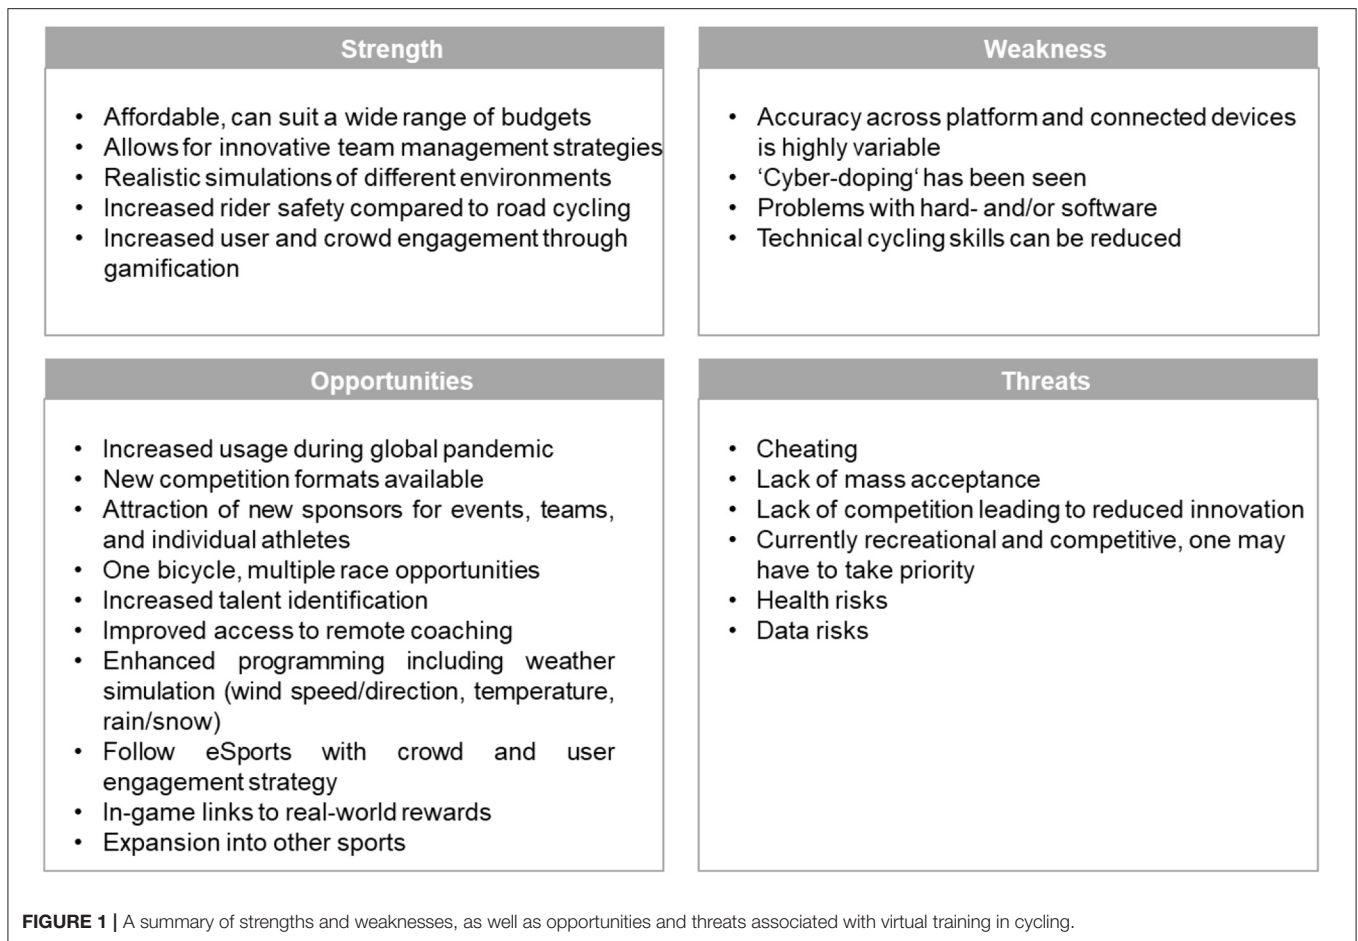 Strength
• Affordable, can suit a wide range of budgets
• Allows for innovative team management strategies
• Realistic simulations of different environments
• Increased rider safety compared to road cycling
• Increased user and crowd engagement through
gamification
Weakness
• Accuracy across platform and connected devices
is highly variable
• ‘Cyber-doping‘ has been seen
• Problems with hard- and/or software
• Technical cycling skills can be reduced
Opportunities
• Increased usage during global pandemic
• New competition formats available
• Attraction of new sponsors for events, teams,
and individual athletes
• One bicycle, multiple race opportunities
• Increased talent identification
• Improved access to remote coaching
• Enhanced programming including weather
simulation (wind speed/direction, temperature,
rain/snow)
• Follow eSports with crowd and user
engagement strategy
• In-game links to real-world rewards
• Expansion into other sports
Threats
• Cheating
• Lack of mass acceptance
• Lack of competition leading to reduced innovation
• Currently recreational and competitive, one may
have to take priority
• Health risks
• Data risks
FIGURE 1 | A summary of strengths and weaknesses, as well as opportunities and threats associated with virtual training in cycling.